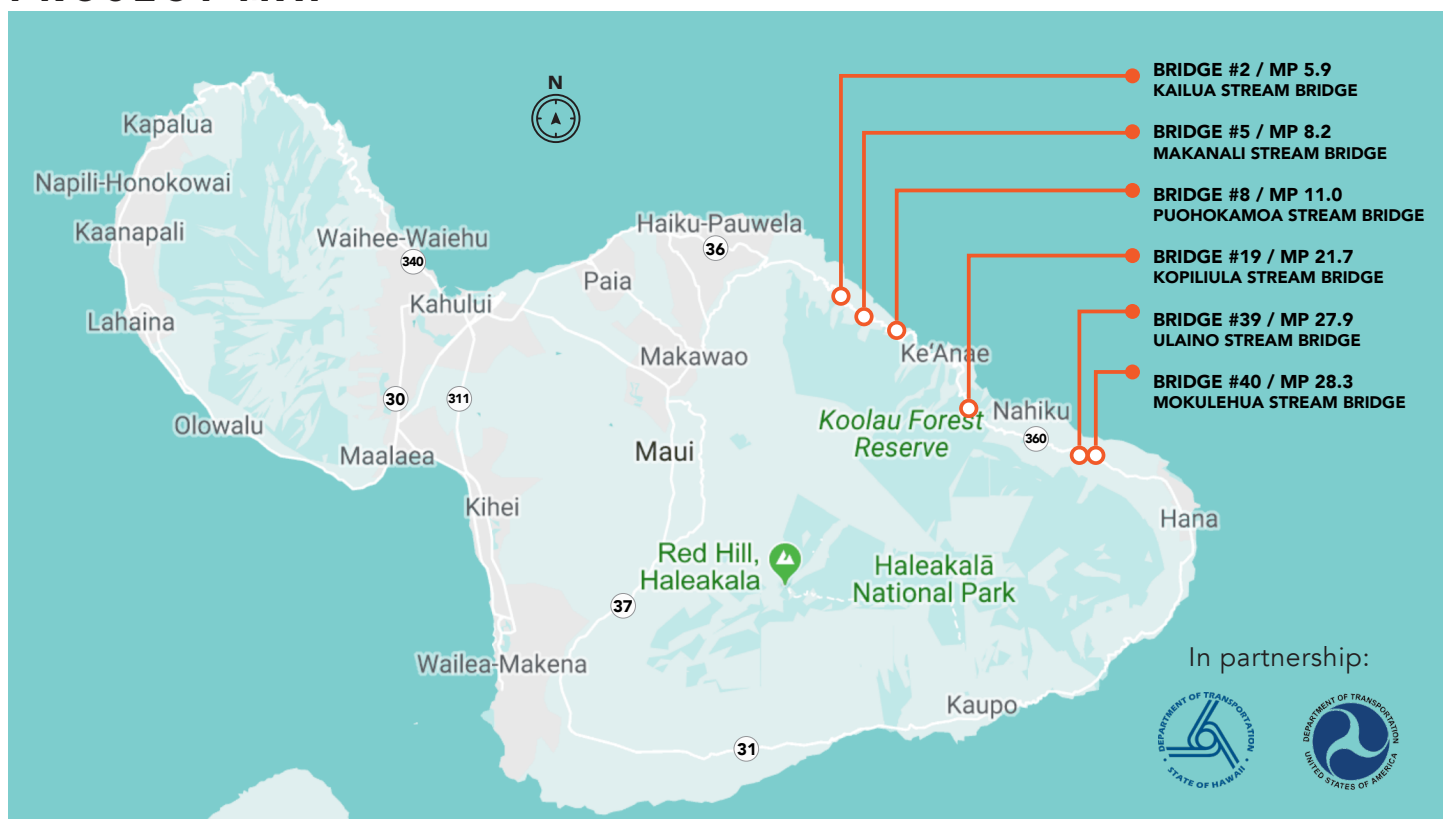 PROJECT MAP
N
BRIDGE #2 / MP 5.9
KAILUA STREAM BRIDGE
BRIDGE #5 / MP 8.2
MAKANALI STREAM BRIDGE
BRIDGE #8 / MP 11.0
PUOHOKAMOA STREAM BRIDGE
BRIDGE #19 / MP 21.7
KOPILIULA STREAM BRIDGE
BRIDGE #39 / MP 27.9
ULAINO STREAM BRIDGE
BRIDGE #40 / MP 28.3
MOKULEHUA STREAM BRIDGE
Kapalua
Napili-Honokowai
Kaanapali
Lahaina
Olowalu
Waihee-Waiehu
340
Kahului
30
311
Maalaea
Kihei
Wailea-Makena
Haiku-Pauwela
36
Paia
Makawao
Maui
37
31
Red Hill,
Haleakala
Ke‘Anae
Koolau Forest
Reserve
Nahiku
360
Hana
Haleakalā
National Park
Kaupo
In partnership:
DEPARTMENT OF TRANSPORTATION
STATE OF HAWAII
DEPARTMENT OF TRANSPORTATION
UNITED STATES OF AMERICA